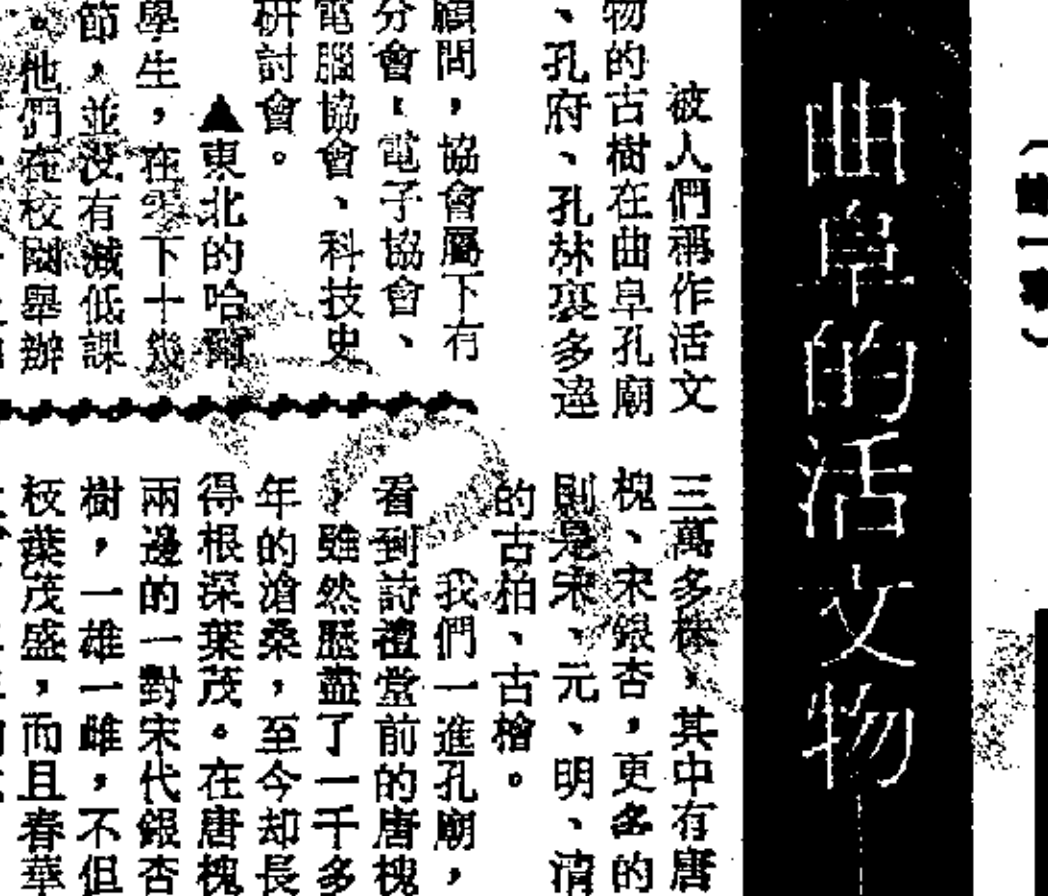 曲阜的活文物
被人們稱作活文
物的古樹在曲阜孔廟
、孔府、孔林裏多達
三萬多株，其中有唐
槐、宋銀杏，更多的
則是宋、元、明、清
的古柏、古檜。
我們一進孔廟，
看到詩禮堂前的唐槐
，雖然歷盡了一千多
年的滄桑，至今却長
得根深葉茂。在唐槐
兩邊的一對宋代銀杏
樹，一雄一雌，不但
枝葉茂盛，而且春華
顧問，協會屬下有
分會：電子協會、
電腦協會、科技史
研討會。
▲東北的哈爾
學生，在零下十幾
節，並没有減低課
。他們在校園舉辦